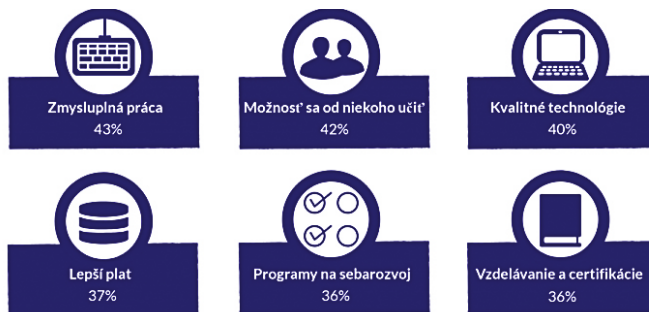 Zmysluplná práca
43%
Možnosť sa od niekoho učiť
42%
Kvalitné technológie
40%
Lepší plat
37%
Programy na sebarozvoj
36%
Vzdelávanie a certifikácie
36%